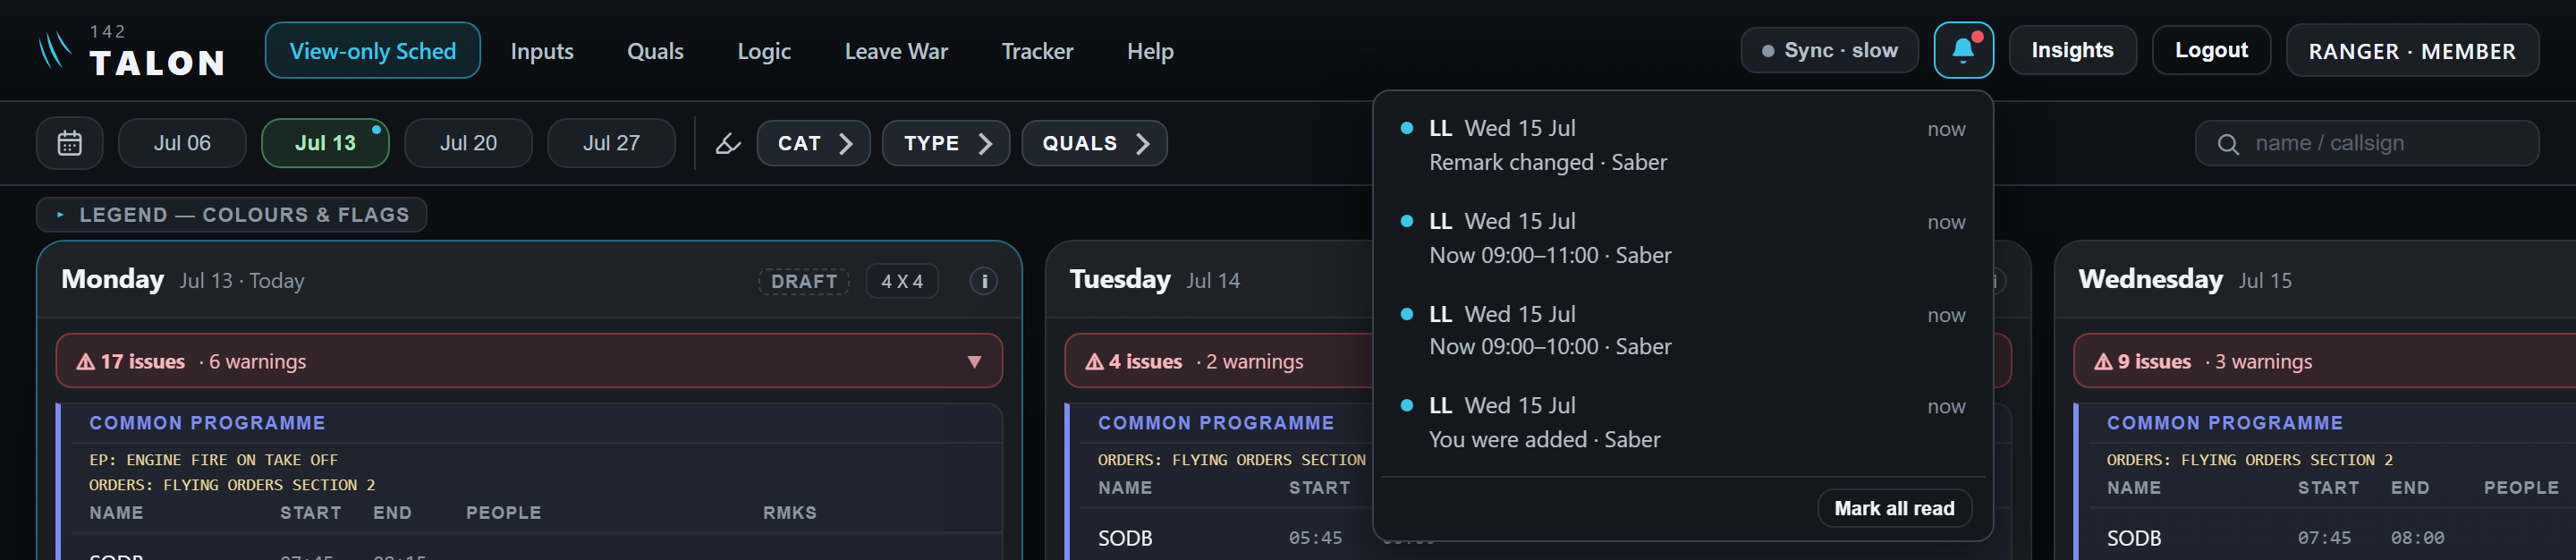 142
TALON
View-only Sched Inputs Quals Logic Leave War Tracker Help
Sync · slow Insights Logout RANGER · MEMBER
Jul 06 Jul 13 Jul 20 Jul 27 CAT TYPE QUALS name / callsign
LEGEND — COLOURS & FLAGS
LL Wed 15 Jul now
Remark changed · Saber
LL Wed 15 Jul now
Now 09:00–11:00 · Saber
LL Wed 15 Jul now
Now 09:00–10:00 · Saber
LL Wed 15 Jul now
You were added · Saber
Mark all read
Monday Jul 13 · Today DRAFT 4 X 4 i
17 issues · 6 warnings
COMMON PROGRAMME
EP: ENGINE FIRE ON TAKE OFF
ORDERS: FLYING ORDERS SECTION 2
NAME START END PEOPLE RMKS
Tuesday Jul 14
4 issues · 2 warnings
COMMON PROGRAMME
ORDERS: FLYING ORDERS SECTION
NAME START
SODB 05:45
Wednesday Jul 15
9 issues · 3 warnings
COMMON PROGRAMME
ORDERS: FLYING ORDERS SECTION 2
NAME START END PEOPLE
SODB 07:45 08:00